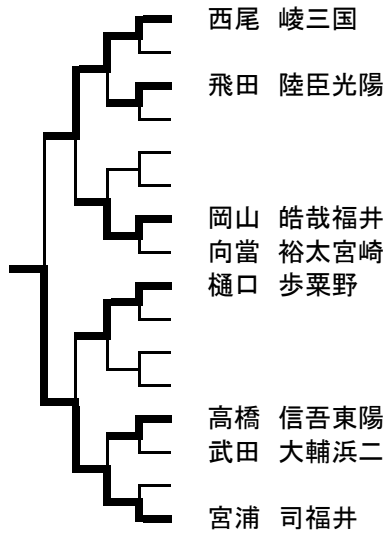 西尾 崚三国
飛田 陸臣光陽
岡山 皓哉福井
向當 裕太宮崎
樋口 歩粟野
高橋 信吾東陽
武田 大輔浜二
宮浦 司福井